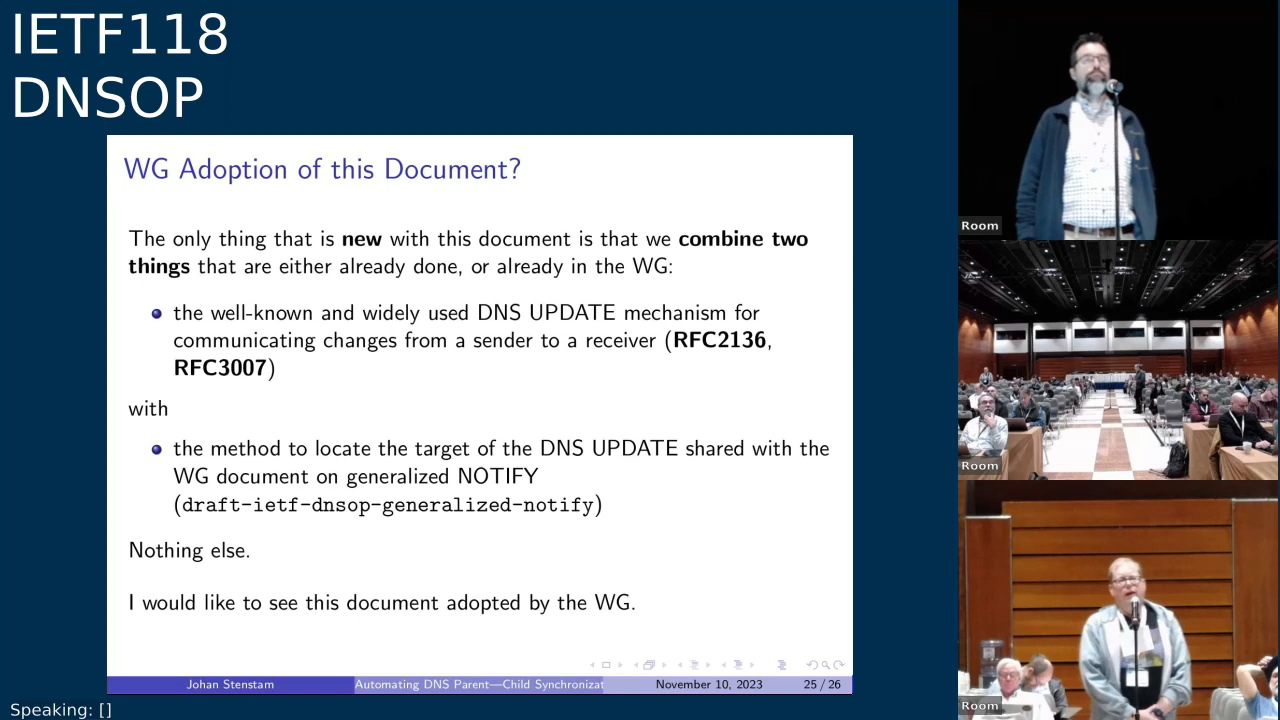 IETF118
DNSOP
WG Adoption of this Document?
The only thing that is new with this document is that we combine two
things that are either already done, or already in the WG:
the well-known and widely used DNS UPDATE mechanism for
communicating changes from a sender to a receiver (RFC2136,
RFC3007)
with
the method to locate the target of the DNS UPDATE shared with the
WG document on generalized NOTIFY
(draft-ietf-dnsop-generalized-notify)
Nothing else.
I would like to see this document adopted by the WG.
Johan Stenstam
Automating DNS Parent—Child Synchronizat
November 10, 2023
25 / 26
Room
Room
Room
Speaking: []